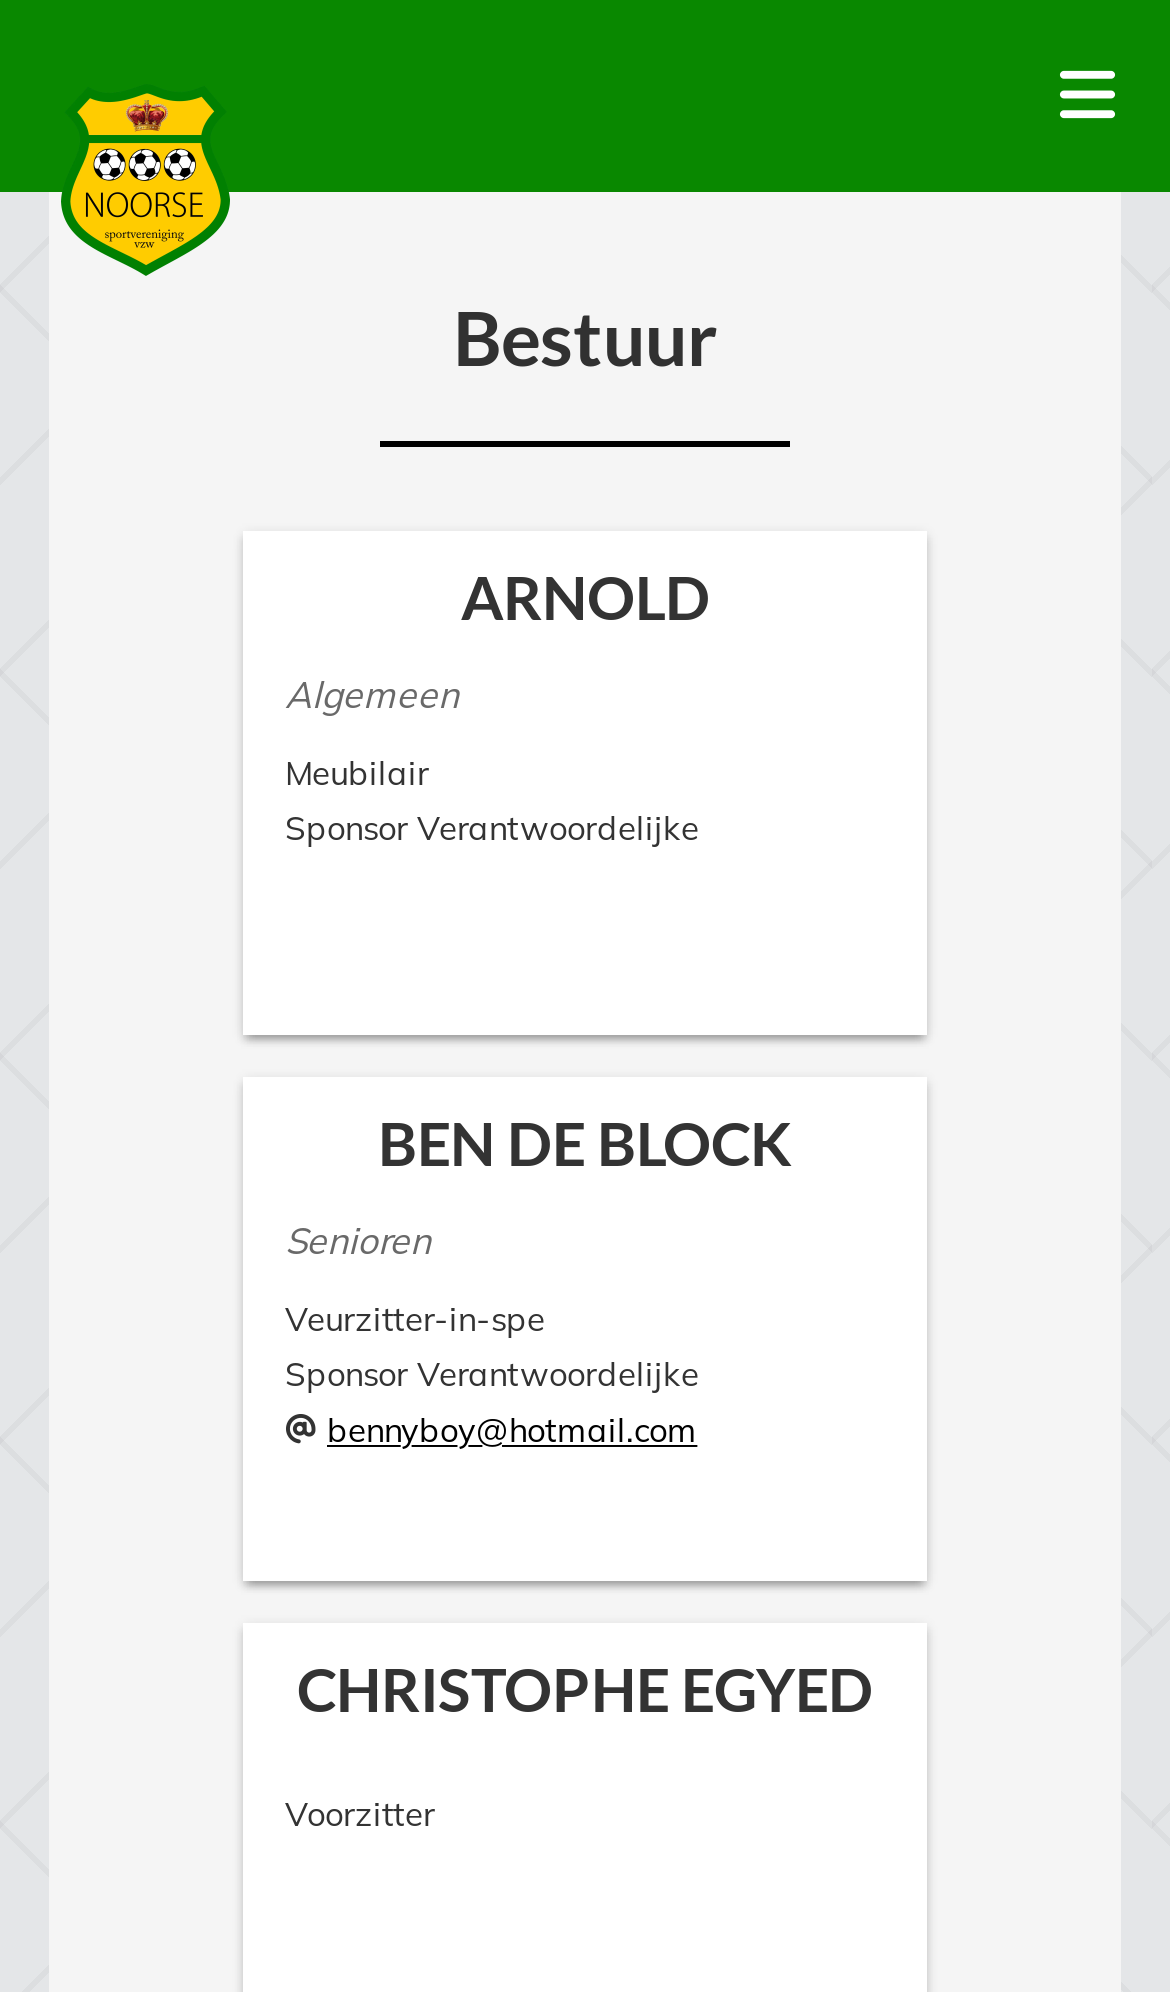 NOORSE
sportvereniging
vzw
Bestuur
ARNOLD
Algemeen
Meubilair
Sponsor Verantwoordelijke
BEN DE BLOCK
Senioren
Veurzitter-in-spe
Sponsor Verantwoordelijke
@ bennyboy@hotmail.com
CHRISTOPHE EGYED
Voorzitter